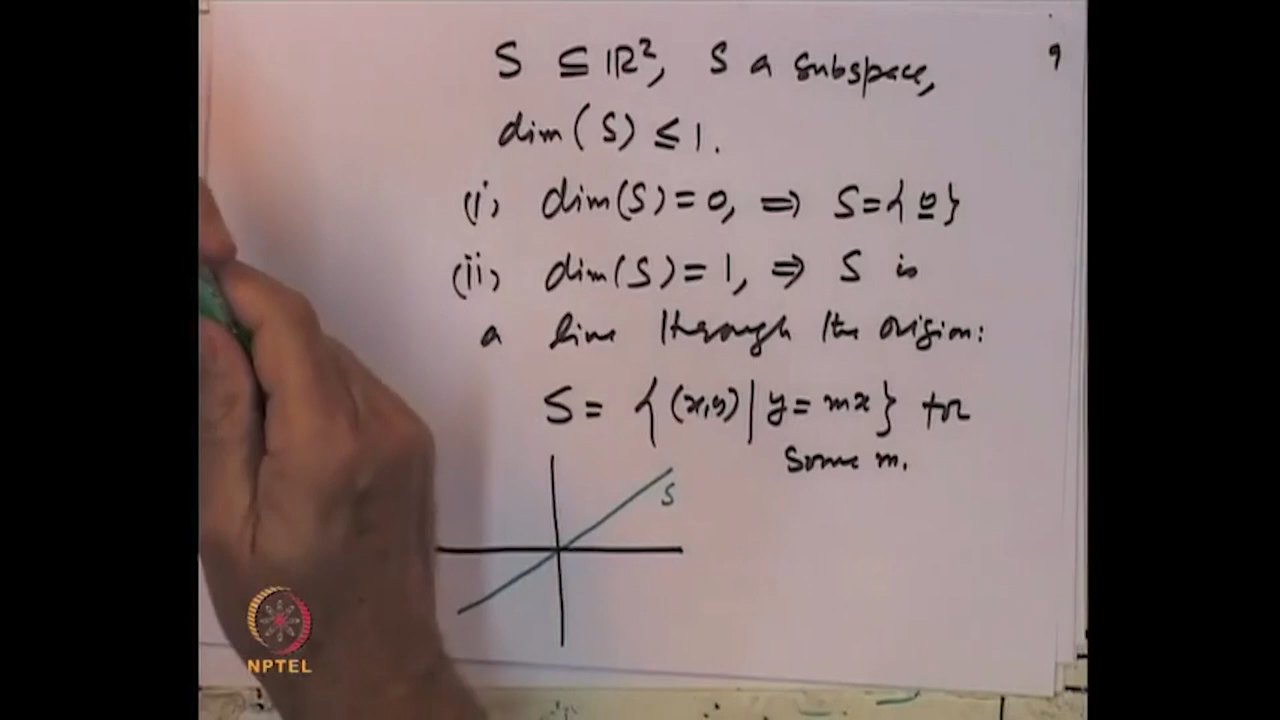 S ⊆ ℝ², S a subspace,
9
dim(S) ≤ 1.
(i) dim(S) = 0, ⇒ S = {0}
(ii) dim(S) = 1, ⇒ S is
a line through the origin:
S = {(x,y) | y = mx} for
some m.
S
NPTEL